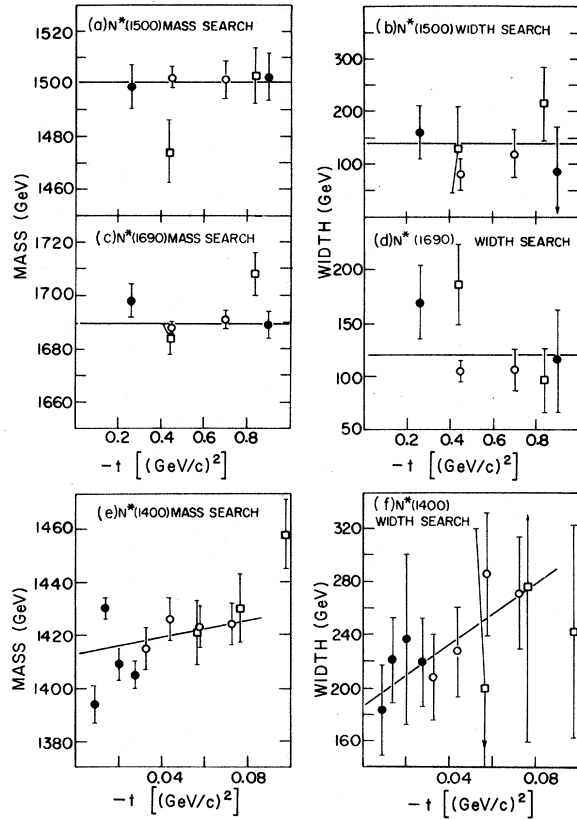 (a)N*(1500)MASS SEARCH
1520
1500
1480
1460
(b)N*(1500)WIDTH SEARCH
400
300
200
100
MASS (GeV)
WIDTH (GeV)
(c)N*(1690)MASS SEARCH
1720
1700
1680
1660
0.2 0.4 0.6 0.8
−t [(GeV/c)²]
(d)N*(1690) WIDTH SEARCH
200
150
100
50
0.2 0.4 0.6 0.8
−t [(GeV/c)²]
(e)N*(1400)MASS SEARCH
1460
1440
1420
1400
1380
MASS (GeV)
0.04 0.08
−t [(GeV/c)²]
(f)N*(1400)
WIDTH SEARCH
320
280
240
200
160
WIDTH (GeV)
0.04 0.08
−t [(GeV/c)²]